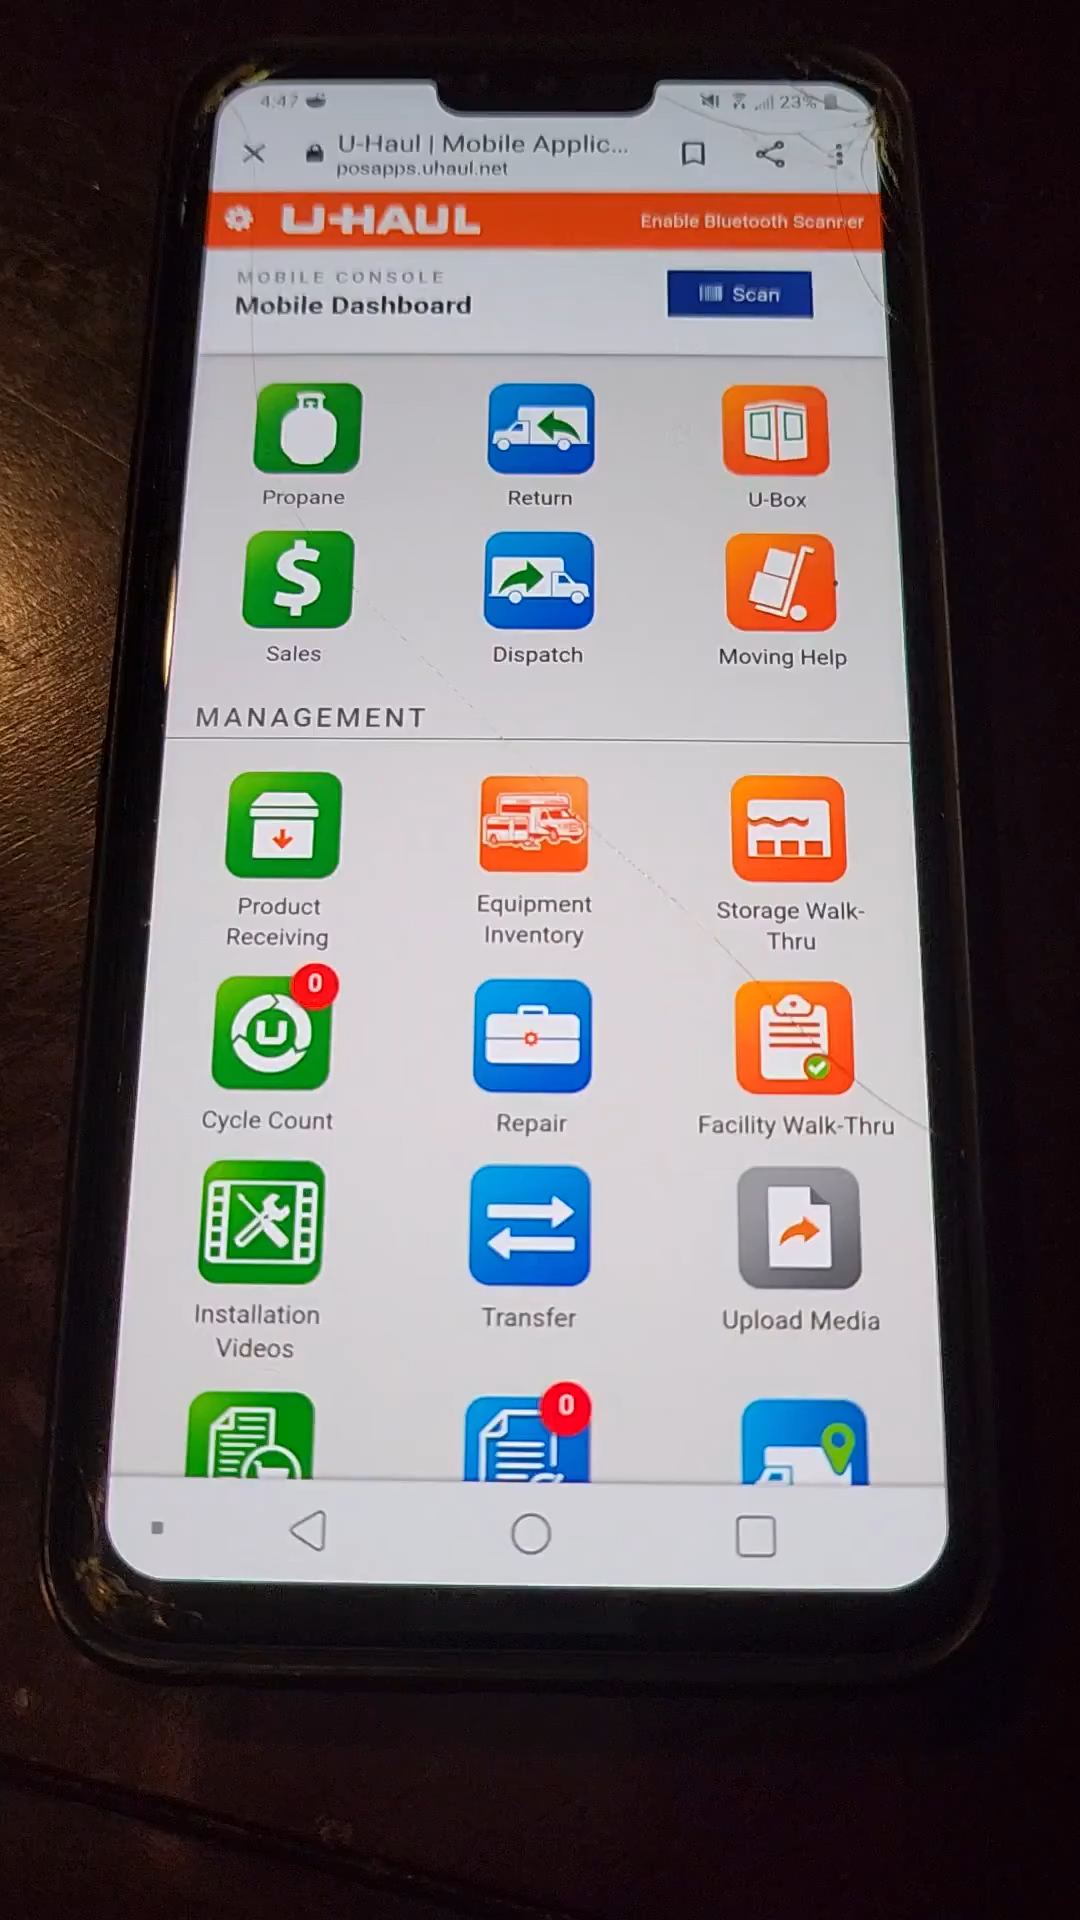 4:47
23%
U-Haul | Mobile Applic...
posapps.uhaul.net
U-HAUL
Enable Bluetooth Scanner
MOBILE CONSOLE
Mobile Dashboard
Scan
Propane
Return
U-Box
$
Sales
Dispatch
Moving Help
MANAGEMENT
Product
Receiving
Equipment
Inventory
Storage Walk-
Thru
0
U
Cycle Count
Repair
Facility Walk-Thru
Installation
Videos
Transfer
Upload Media
0